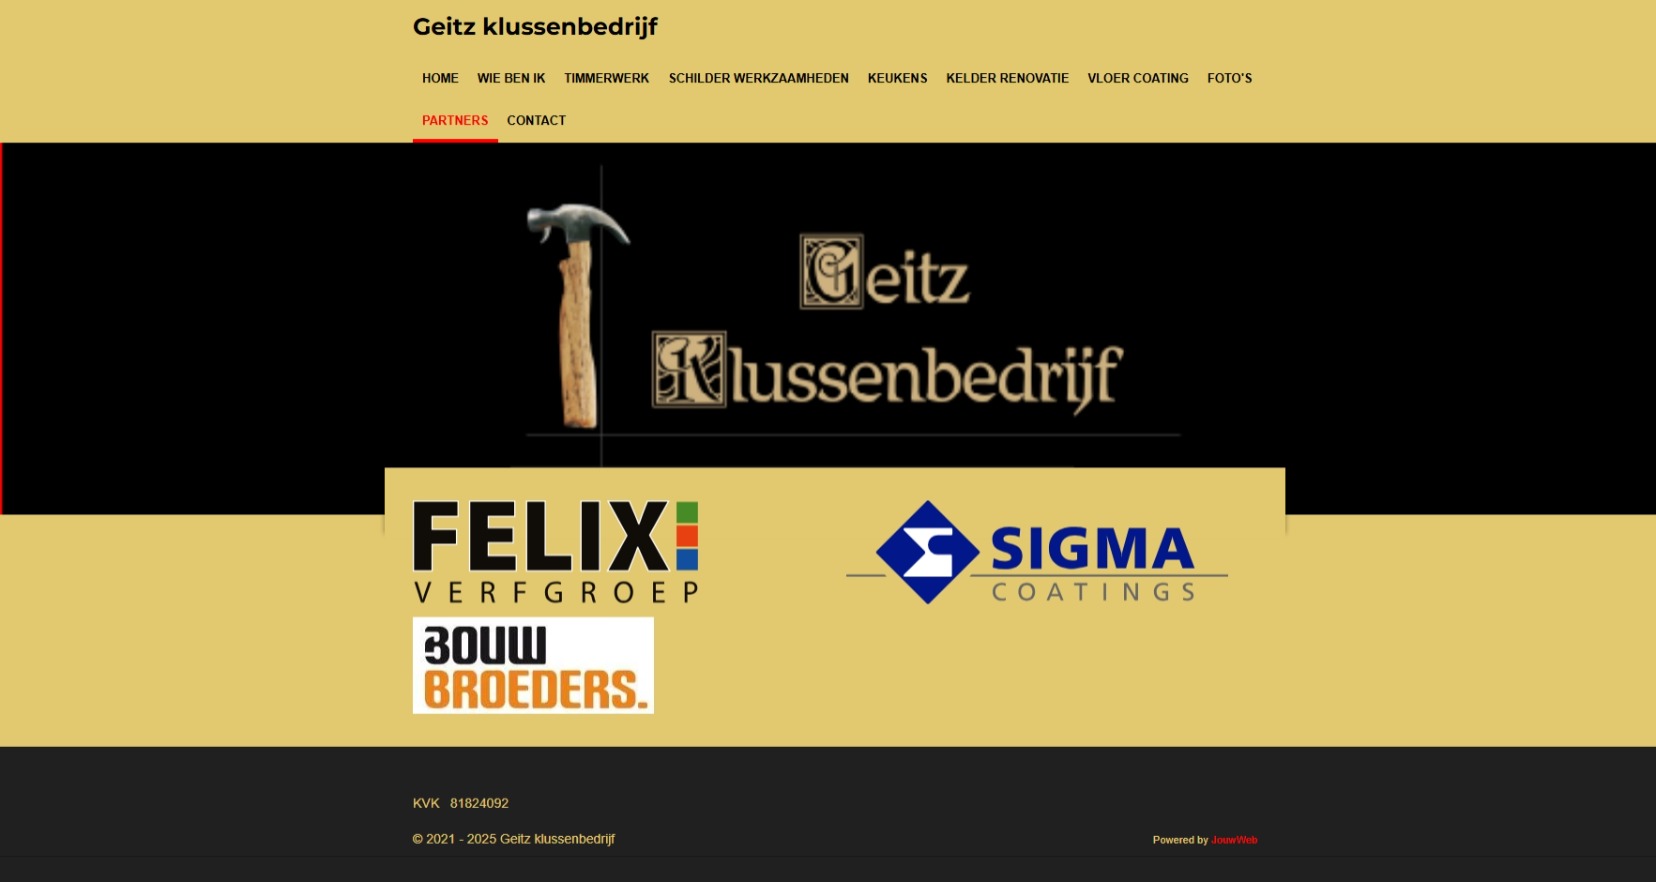 Geitz klussenbedrijf
HOME WIE BEN IK TIMMERWERK SCHILDER WERKZAAMHEDEN KEUKENS KELDER RENOVATIE VLOER COATING FOTO'S
PARTNERS CONTACT
Geitz
Klussenbedrijf
FELIX
VERFGROEP
SIGMA
COATINGS
BOUW
BROEDERS.
KVK 81824092
© 2021 - 2025 Geitz klussenbedrijf
Powered by JouwWeb